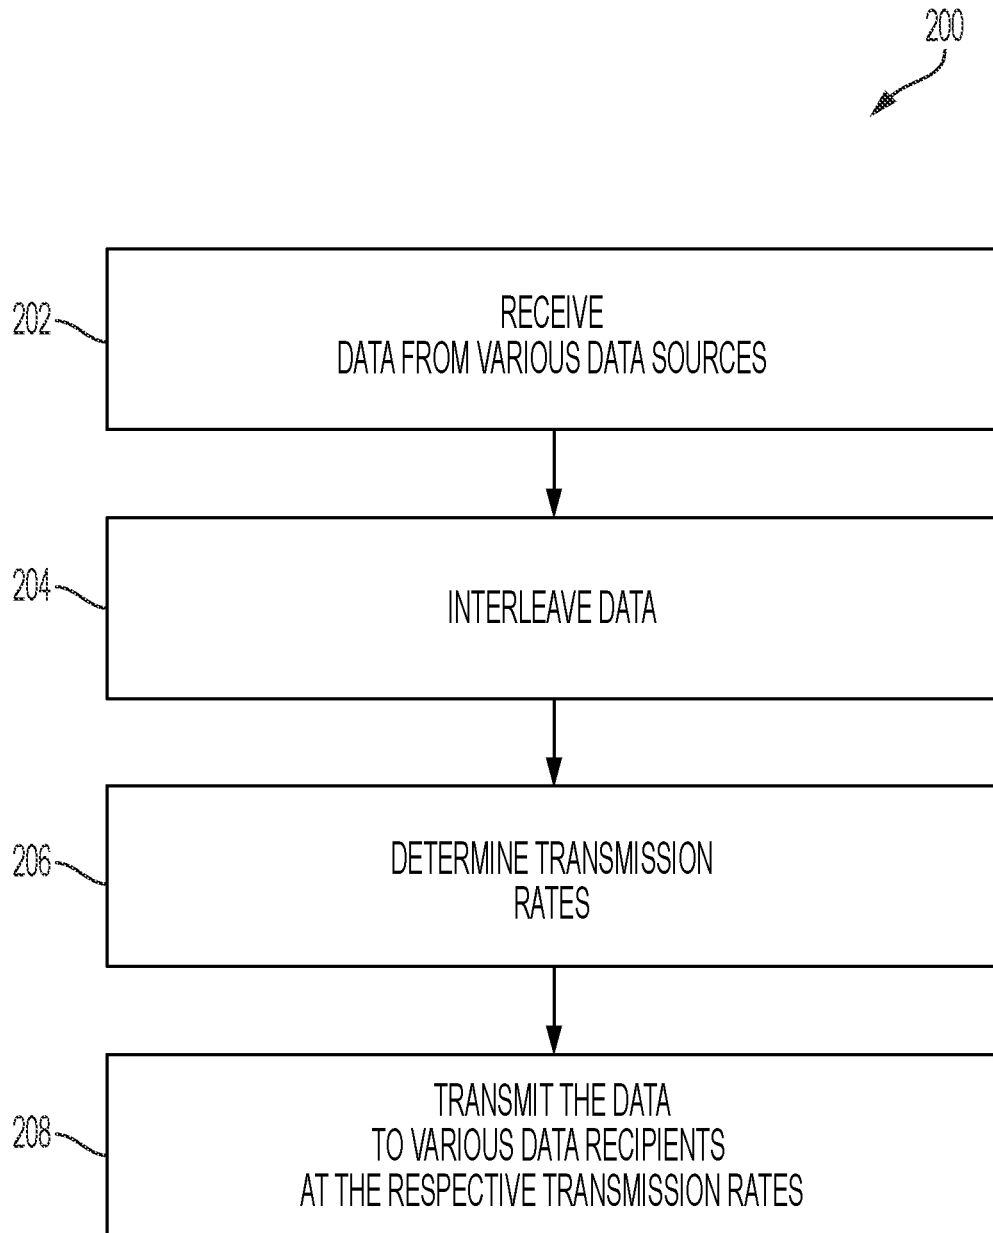 200
202
RECEIVE
DATA FROM VARIOUS DATA SOURCES
204
INTERLEAVE DATA
206
DETERMINE TRANSMISSION
RATES
208
TRANSMIT THE DATA
TO VARIOUS DATA RECIPIENTS
AT THE RESPECTIVE TRANSMISSION RATES